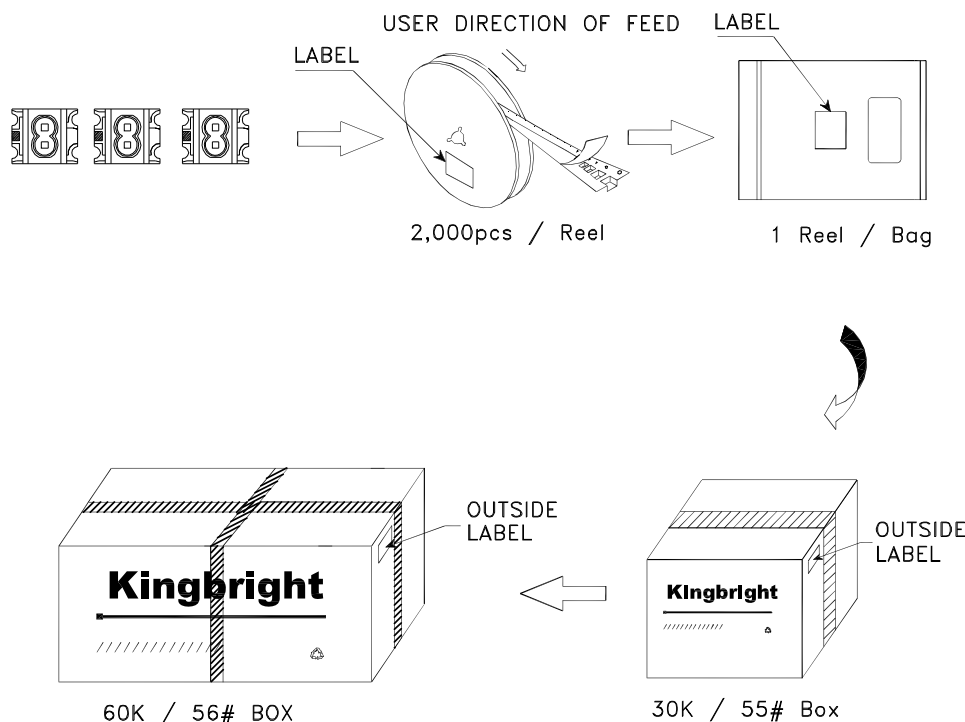 USER DIRECTION OF FEED
LABEL
LABEL
2,000pcs / Reel
1 Reel / Bag
OUTSIDE
LABEL
Kingbright
60K / 56# BOX
OUTSIDE
LABEL
Kingbright
30K / 55# Box